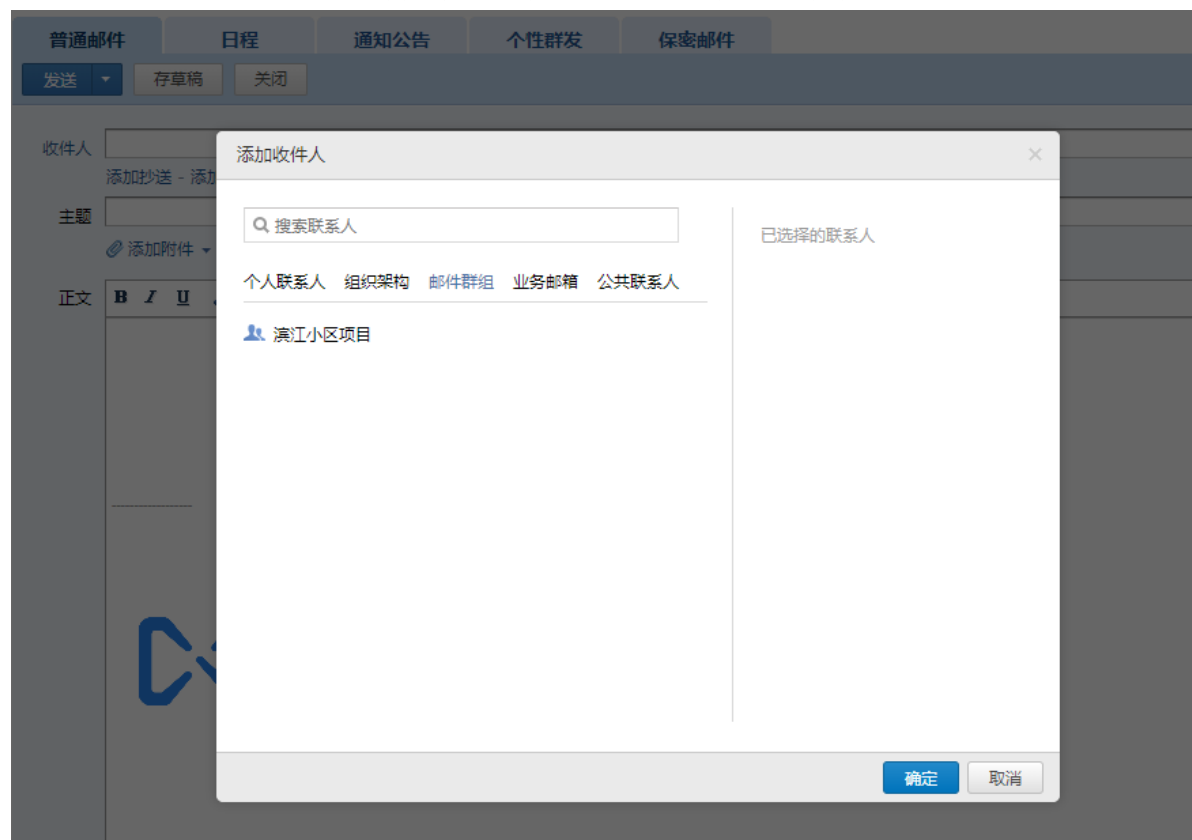 普通邮件 日程 通知公告 个性群发 保密邮件
发送 存草稿 关闭
收件人
添加收件人
添加抄送 - 添加
主题
搜索联系人
已选择的联系人
添加附件
个人联系人 组织架构 邮件群组 业务邮箱 公共联系人
正文 B I U
滨江小区项目
确定 取消